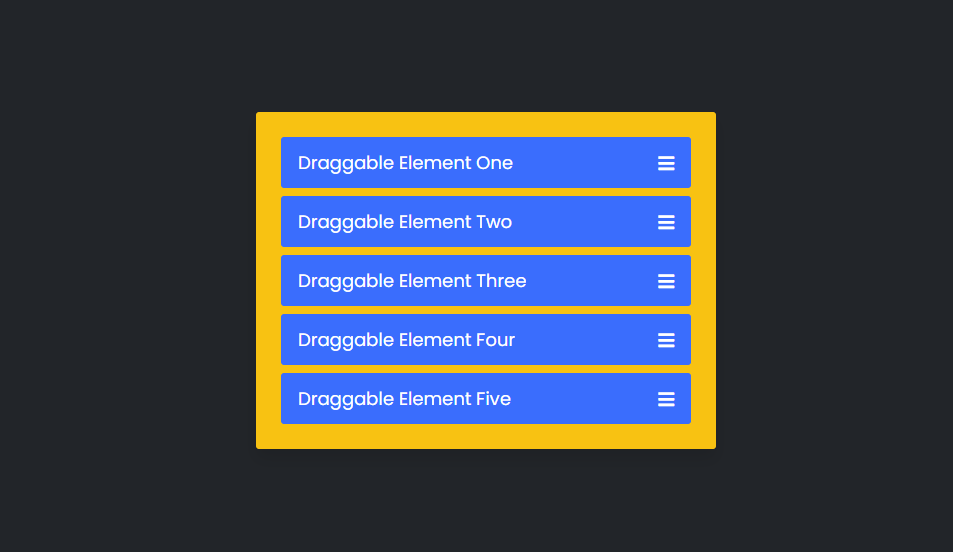 Draggable Element One
Draggable Element Two
Draggable Element Three
Draggable Element Four
Draggable Element Five